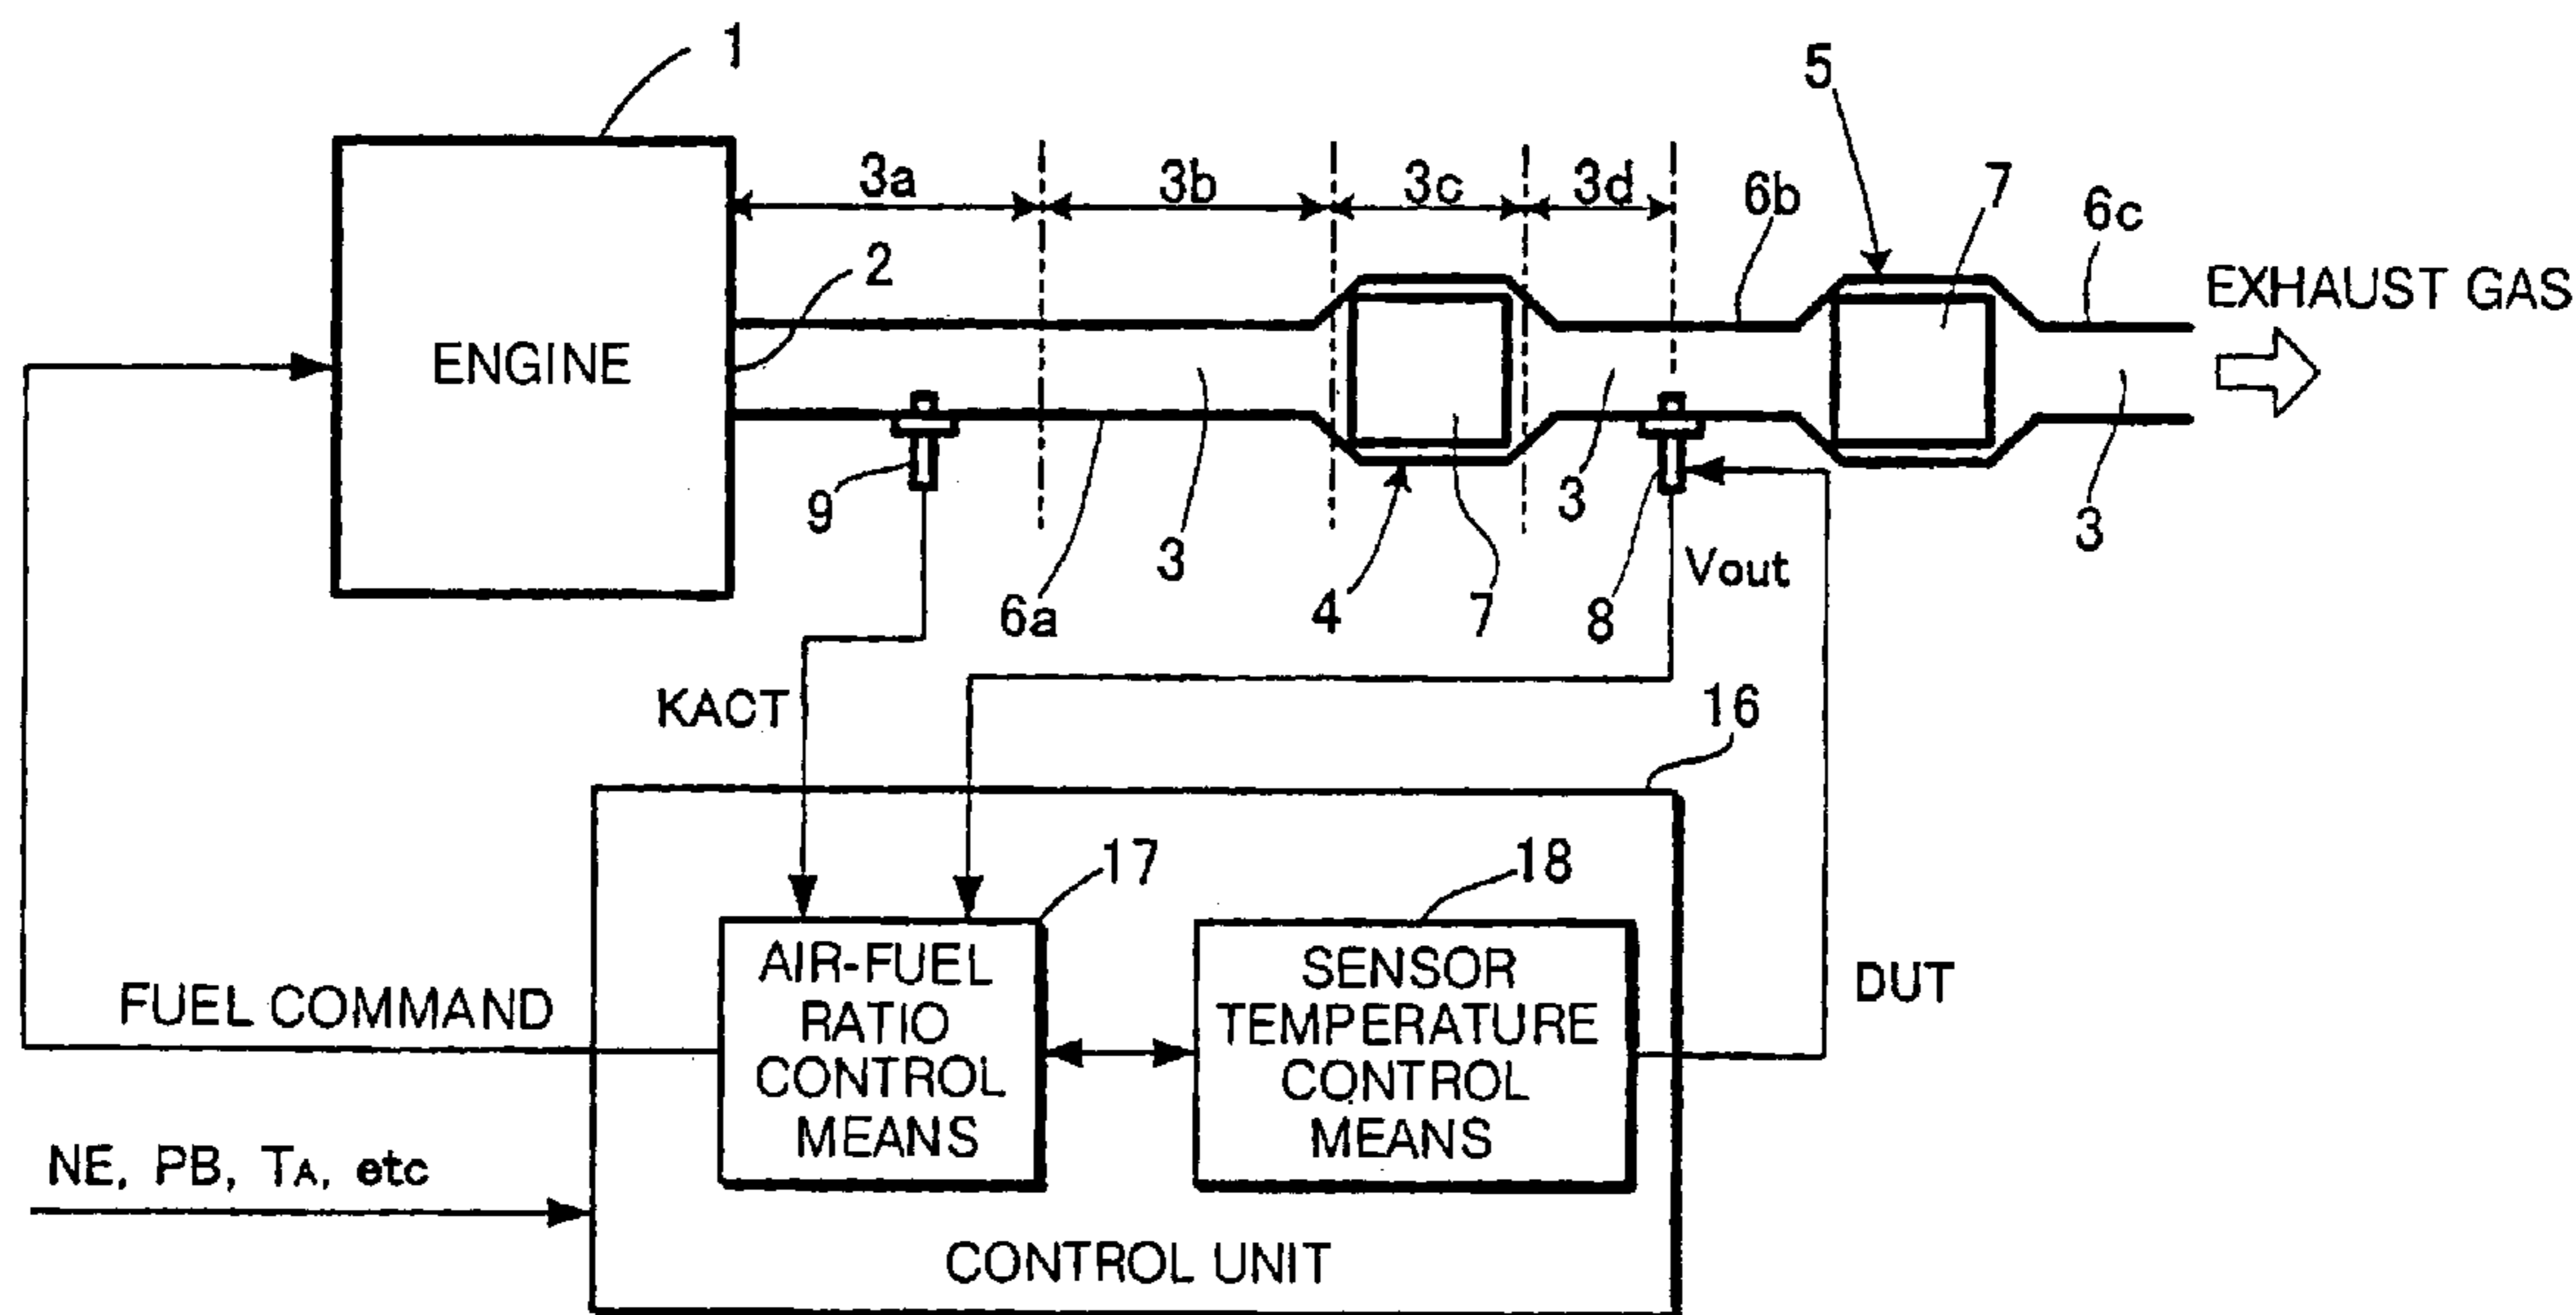 1
5
3a
3b
3c
3d
6b
7
6c
2
EXHAUST GAS
ENGINE
9
3
6a
4
7
3
8
Vout
3
KACT
16
17
18
AIR-FUEL
RATIO
CONTROL
MEANS
SENSOR
TEMPERATURE
CONTROL
MEANS
DUT
FUEL COMMAND
NE, PB, TA, etc
CONTROL UNIT